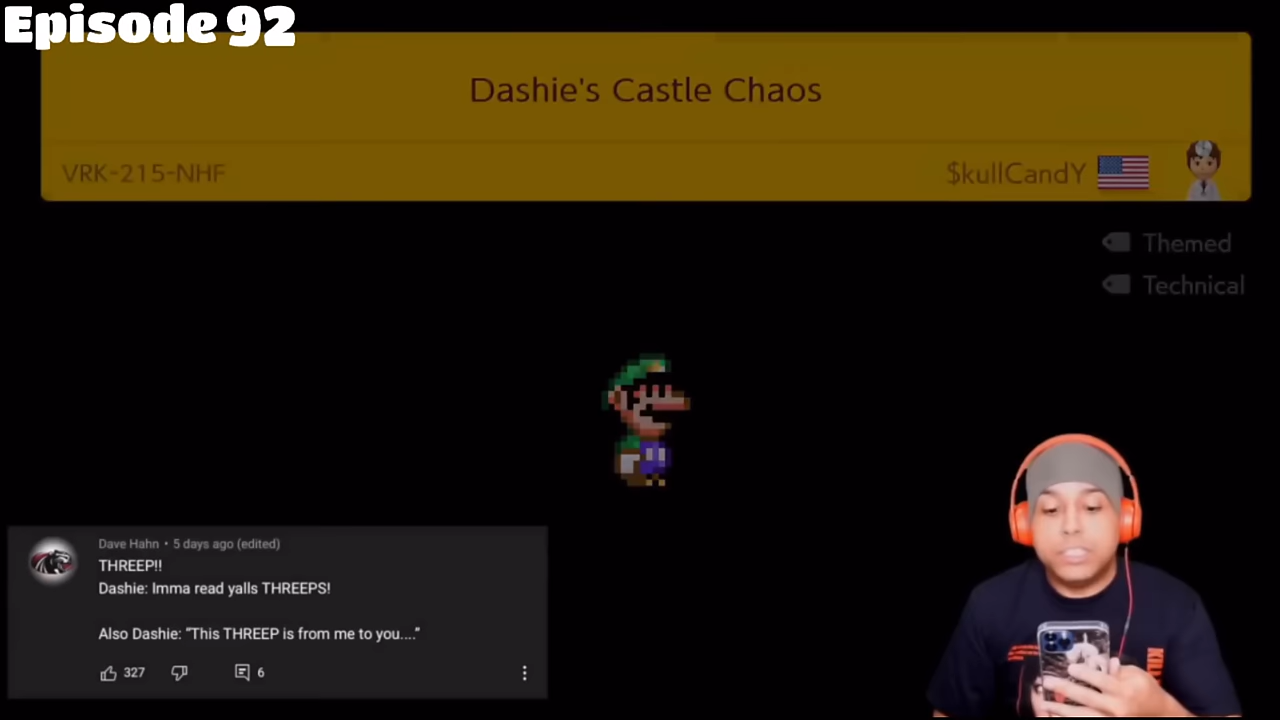 Episode 92
Dashie's Castle Chaos
VRK-215-NHF
$kullCandY
Themed
Technical
Dave Hahn • 5 days ago (edited)
THREEP!!
Dashie: Imma read yalls THREEPS!
Also Dashie: “This THREEP is from me to you....”
327
6